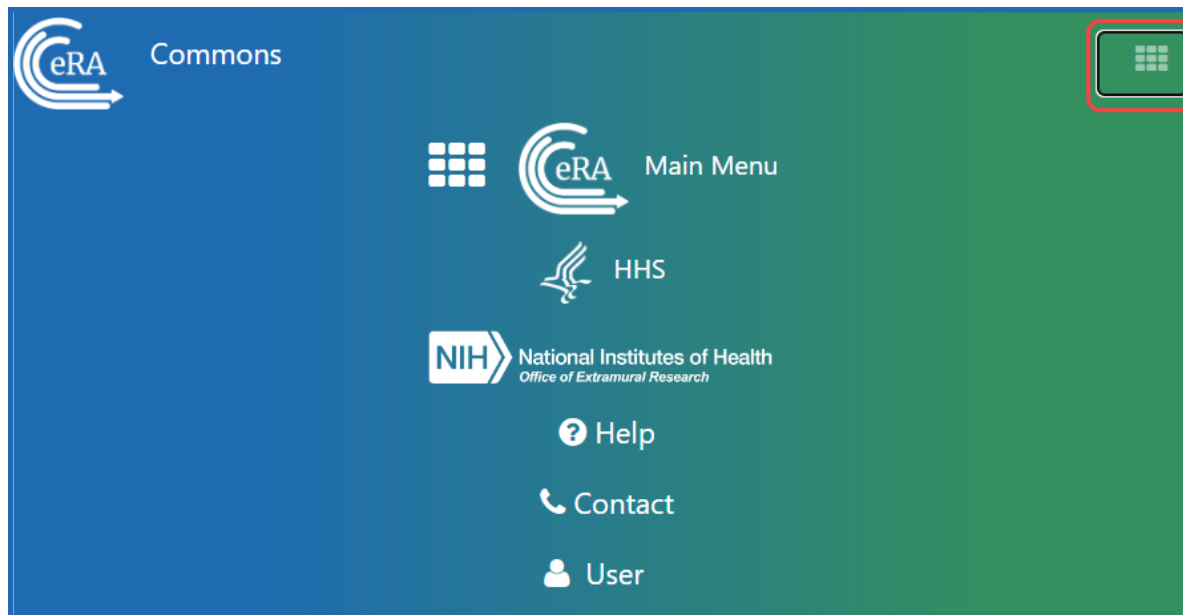 eRA Commons
eRA Main Menu
HHS
NIH National Institutes of Health
Office of Extramural Research
? Help
Contact
User